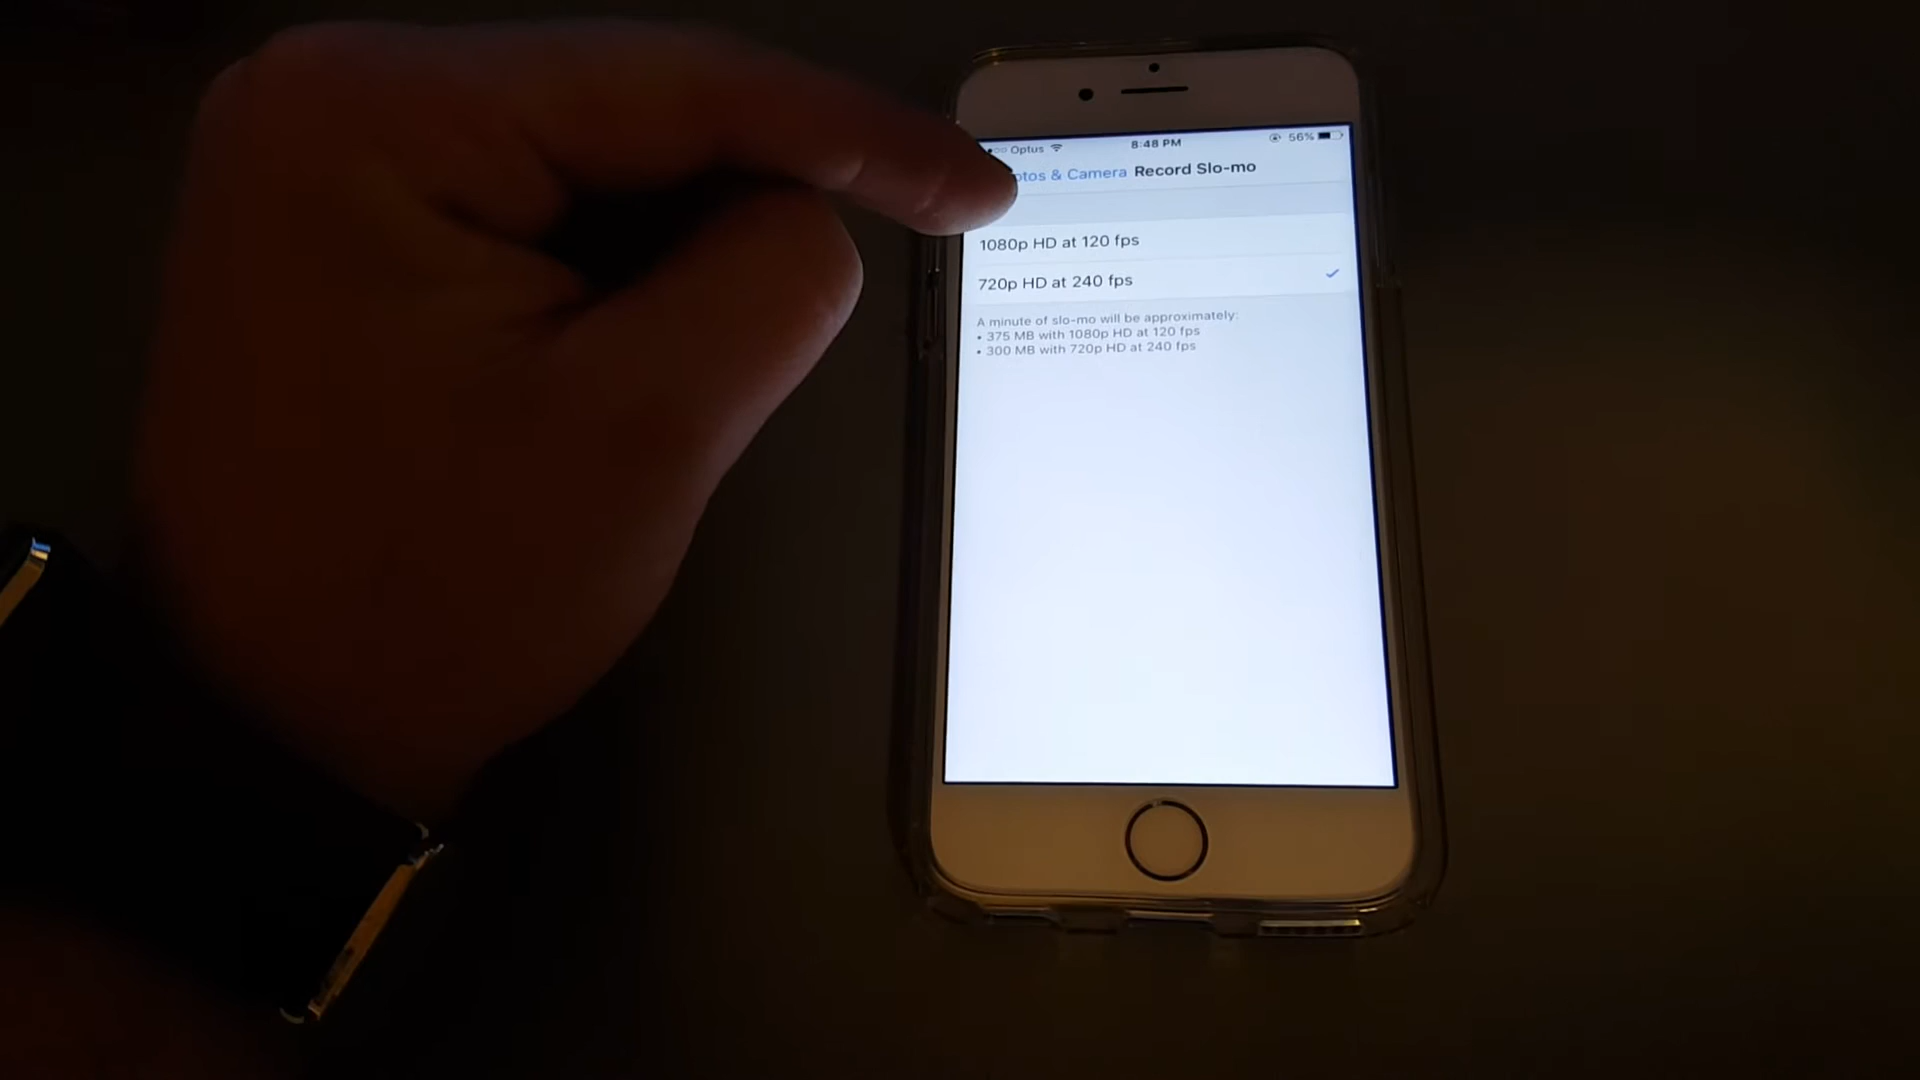 Optus 8:48 PM 56%
& Camera Record Slo-mo
1080p HD at 120 fps
720p HD at 240 fps
A minute of slo-mo will be approximately:
• 375 MB with 1080p HD at 120 fps
• 300 MB with 720p HD at 240 fps